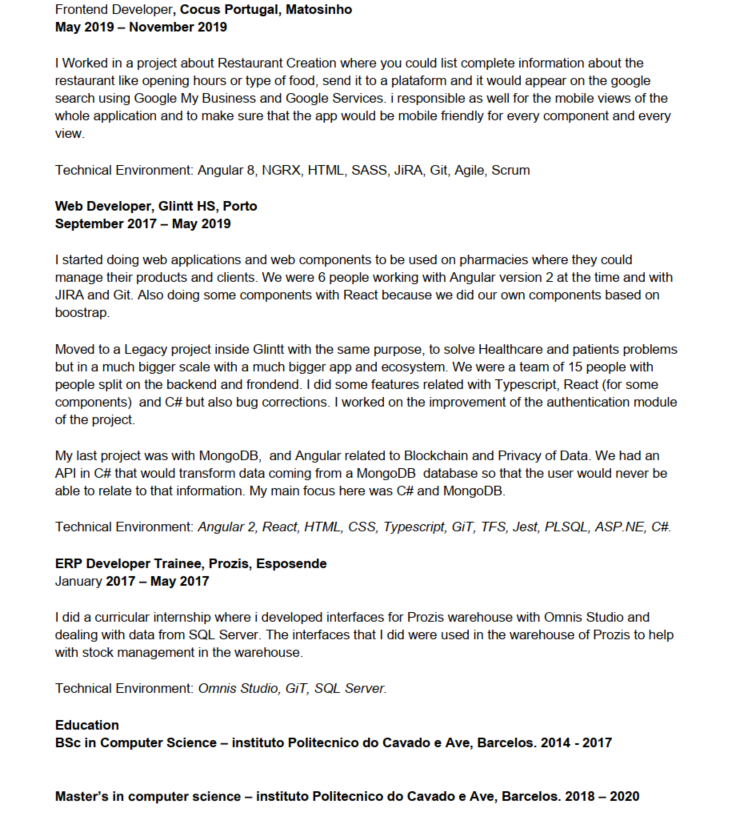 Frontend Developer, Cocus Portugal, Matosinho
May 2019 – November 2019
I Worked in a project about Restaurant Creation where you could list complete information about the
restaurant like opening hours or type of food, send it to a plataform and it would appear on the google
search using Google My Business and Google Services. i responsible as well for the mobile views of the
whole application and to make sure that the app would be mobile friendly for every component and every
view.
Technical Environment: Angular 8, NGRX, HTML, SASS, JiRA, Git, Agile, Scrum
Web Developer, Glintt HS, Porto
September 2017 – May 2019
I started doing web applications and web components to be used on pharmacies where they could
manage their products and clients. We were 6 people working with Angular version 2 at the time and with
JIRA and Git. Also doing some components with React because we did our own components based on
boostrap.
Moved to a Legacy project inside Glintt with the same purpose, to solve Healthcare and patients problems
but in a much bigger scale with a much bigger app and ecosystem. We were a team of 15 people with
people split on the backend and frondend. I did some features related with Typescript, React (for some
components)  and C# but also bug corrections. I worked on the improvement of the authentication module
of the project.
My last project was with MongoDB,  and Angular related to Blockchain and Privacy of Data. We had an
API in C# that would transform data coming from a MongoDB  database so that the user would never be
able to relate to that information. My main focus here was C# and MongoDB.
Technical Environment: Angular 2, React, HTML, CSS, Typescript, GiT, TFS, Jest, PLSQL, ASP.NE, C#.
ERP Developer Trainee, Prozis, Esposende
January 2017 – May 2017
I did a curricular internship where i developed interfaces for Prozis warehouse with Omnis Studio and
dealing with data from SQL Server. The interfaces that I did were used in the warehouse of Prozis to help
with stock management in the warehouse.
Technical Environment: Omnis Studio, GiT, SQL Server.
Education
BSc in Computer Science – instituto Politecnico do Cavado e Ave, Barcelos. 2014 - 2017
Master's in computer science – instituto Politecnico do Cavado e Ave, Barcelos. 2018 – 2020